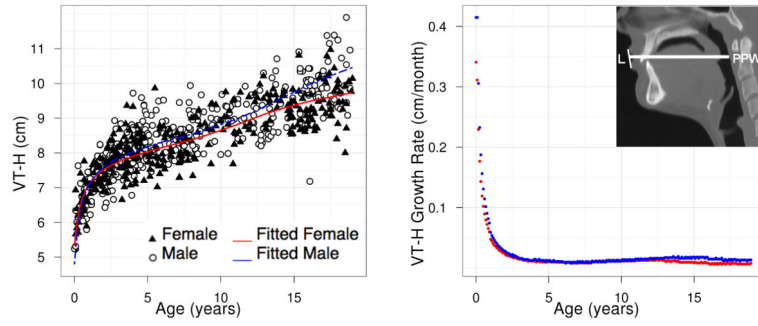 11
10
9
8
7
6
5
VT-H (cm)
Female
Male
Fitted Female
Fitted Male
0 5 10 15
Age (years)
0.4
0.3
0.2
0.1
VT-H Growth Rate (cm/month)
L
PPW
0 5 10 15
Age (years)